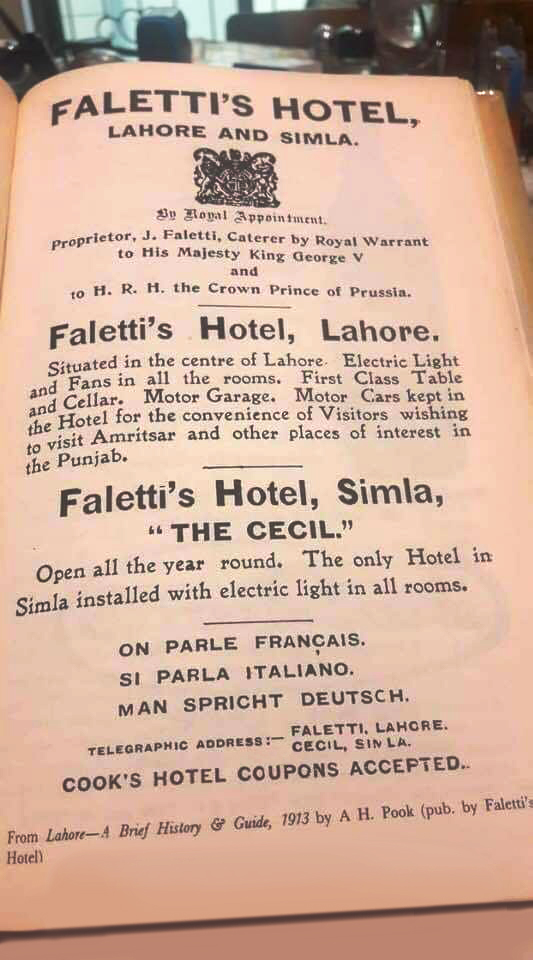 FALETTI'S HOTEL,
LAHORE AND SIMLA.
By Royal Appointment.
Proprietor, J. Faletti, Caterer by Royal Warrant
to His Majesty King George V
and
to H. R. H. the Crown Prince of Prussia.
Faletti's Hotel, Lahore.
Situated in the centre of Lahore. Electric Light
and Fans in all the rooms. First Class Table
and Cellar. Motor Garage. Motor Cars kept in
the Hotel for the convenience of Visitors wishing
to visit Amritsar and other places of interest in
the Punjab.
Faletti's Hotel, Simla,
"THE CECIL."
Open all the year round. The only Hotel in
Simla installed with electric light in all rooms.
ON PARLE FRANÇAIS.
SI PARLA ITALIANO.
MAN SPRICHT DEUTSCH.
TELEGRAPHIC ADDRESS:— FALETTI, LAHORE.
CECIL, SIMLA.
COOK'S HOTEL COUPONS ACCEPTED.
From Lahore—A Brief History & Guide, 1913 by A H. Pook (pub. by Faletti's
Hotel)